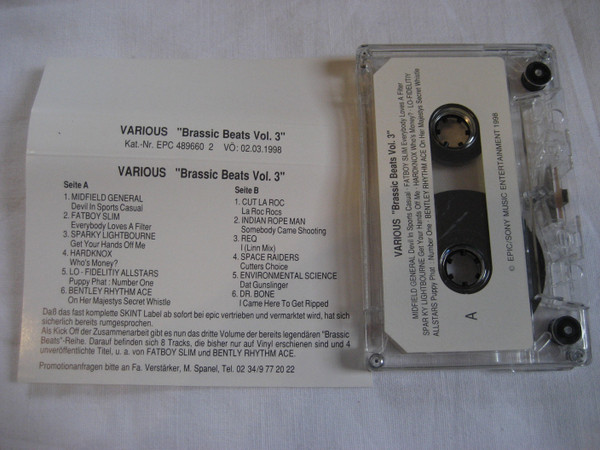 VARIOUS "Brassic Beats Vol. 3"
Kat.-Nr. EPC 489660 2 VÖ: 02.03.1998
VARIOUS "Brassic Beats Vol. 3"
Seite A
1. MIDFIELD GENERAL
Devil In Sports Casual
2. FATBOY SLIM
Everybody Loves A Filter
3. SPARKY LIGHTBOURNE
Get Your Hands Off Me
4. HARDKNOX
Who's Money?
5. LO - FIDELITIY ALLSTARS
Puppy Phat : Number One
6. BENTLEY RHYTHM ACE
On Her Majestys Secret Whistle
Seite B
1. CUT LA ROC
La Roc Rocs
2. INDIAN ROPE MAN
Somebody Came Shooting
3. REQ
I (Linn Mix)
4. SPACE RAIDERS
Cutters Choice
5. ENVIRONMENTAL SCIENCE
Dat Gunslinger
6. DR. BONE
I Came Here To Get Ripped
Daß das fast komplette SKINT Label ab sofort bei epic vertrieben und vermarktet wird, hat sich
sicherlich bereits rumgesprochen.
Als Kick Off der Zusammenarbeit gibt es nun das dritte Volume der bereits legendären "Brassic
Beats"-Reihe. Darauf befinden sich 8 Tracks, die bisher nur auf Vinyl erschienen sind und 4
unveröffentlichte Titel, u. a. von FATBOY SLIM und BENTLY RHYTHM ACE.
Promotionanfragen bitte an Fa. Verstärker, M. Spanel, Tel. 02 34/9 77 20 22
VARIOUS "Brassic Beats Vol. 3"
MIDFIELD GENERAL Devil In Sports Casual : FATBOY SLIM Everybody Loves A Filter
SPAR KY LIGHTBOURNE Get Your Hands Off Me : HARDKNOX Who's Money? : LO-FIDELITIY
ALLSTARS Puppy Phat : Number One : BENTLEY RHYTHM ACE On Her Majestys Secret Whistle
A
© EPIC/SONY MUSIC ENTERTAINMENT 1998